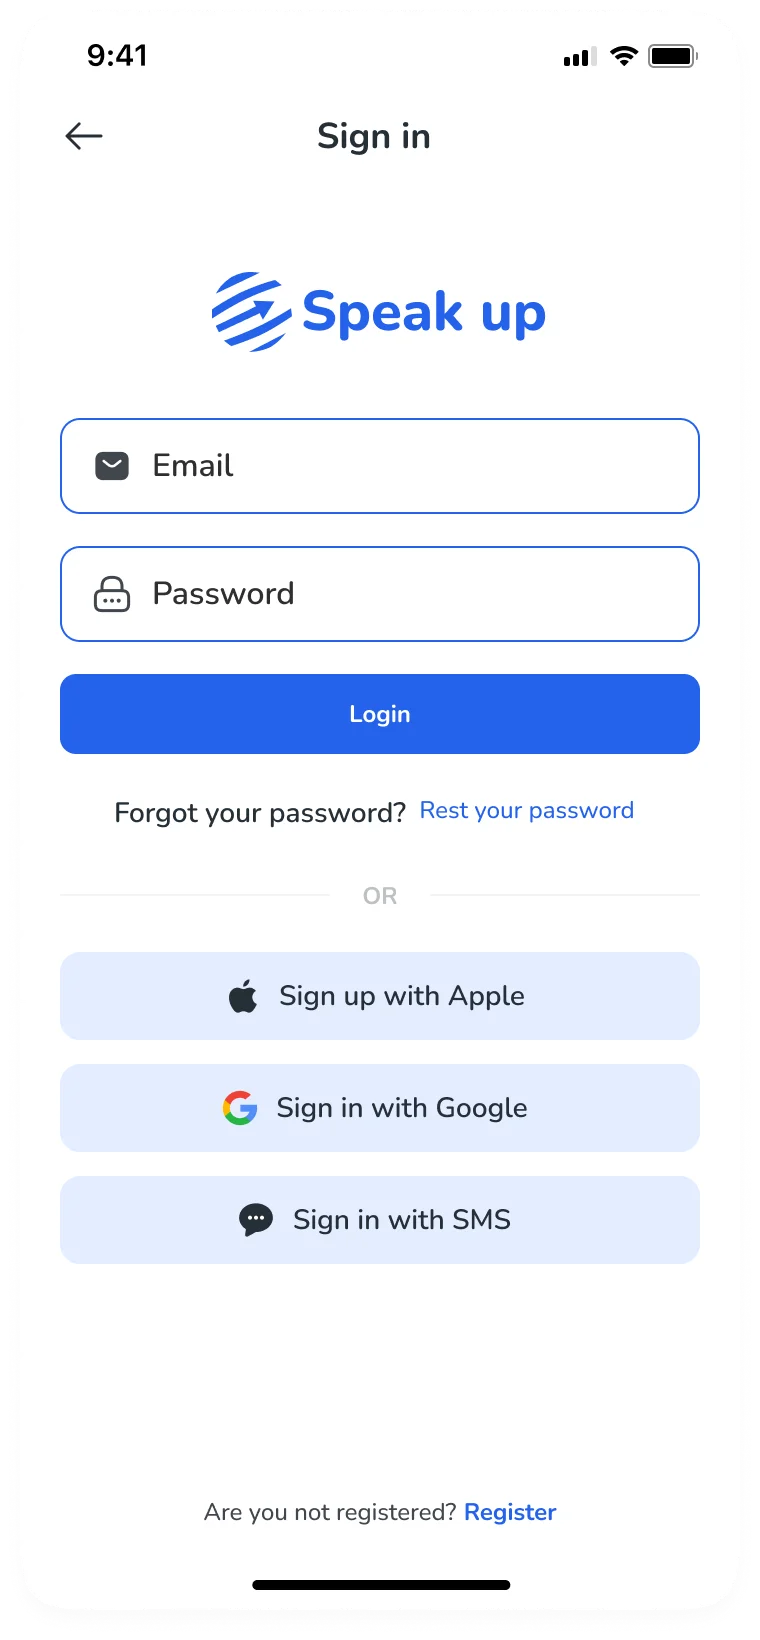 9:41
Sign in
Speak up
Email
Password
Login
Forgot your password? Rest your password
OR
Sign up with Apple
Sign in with Google
Sign in with SMS
Are you not registered? Register